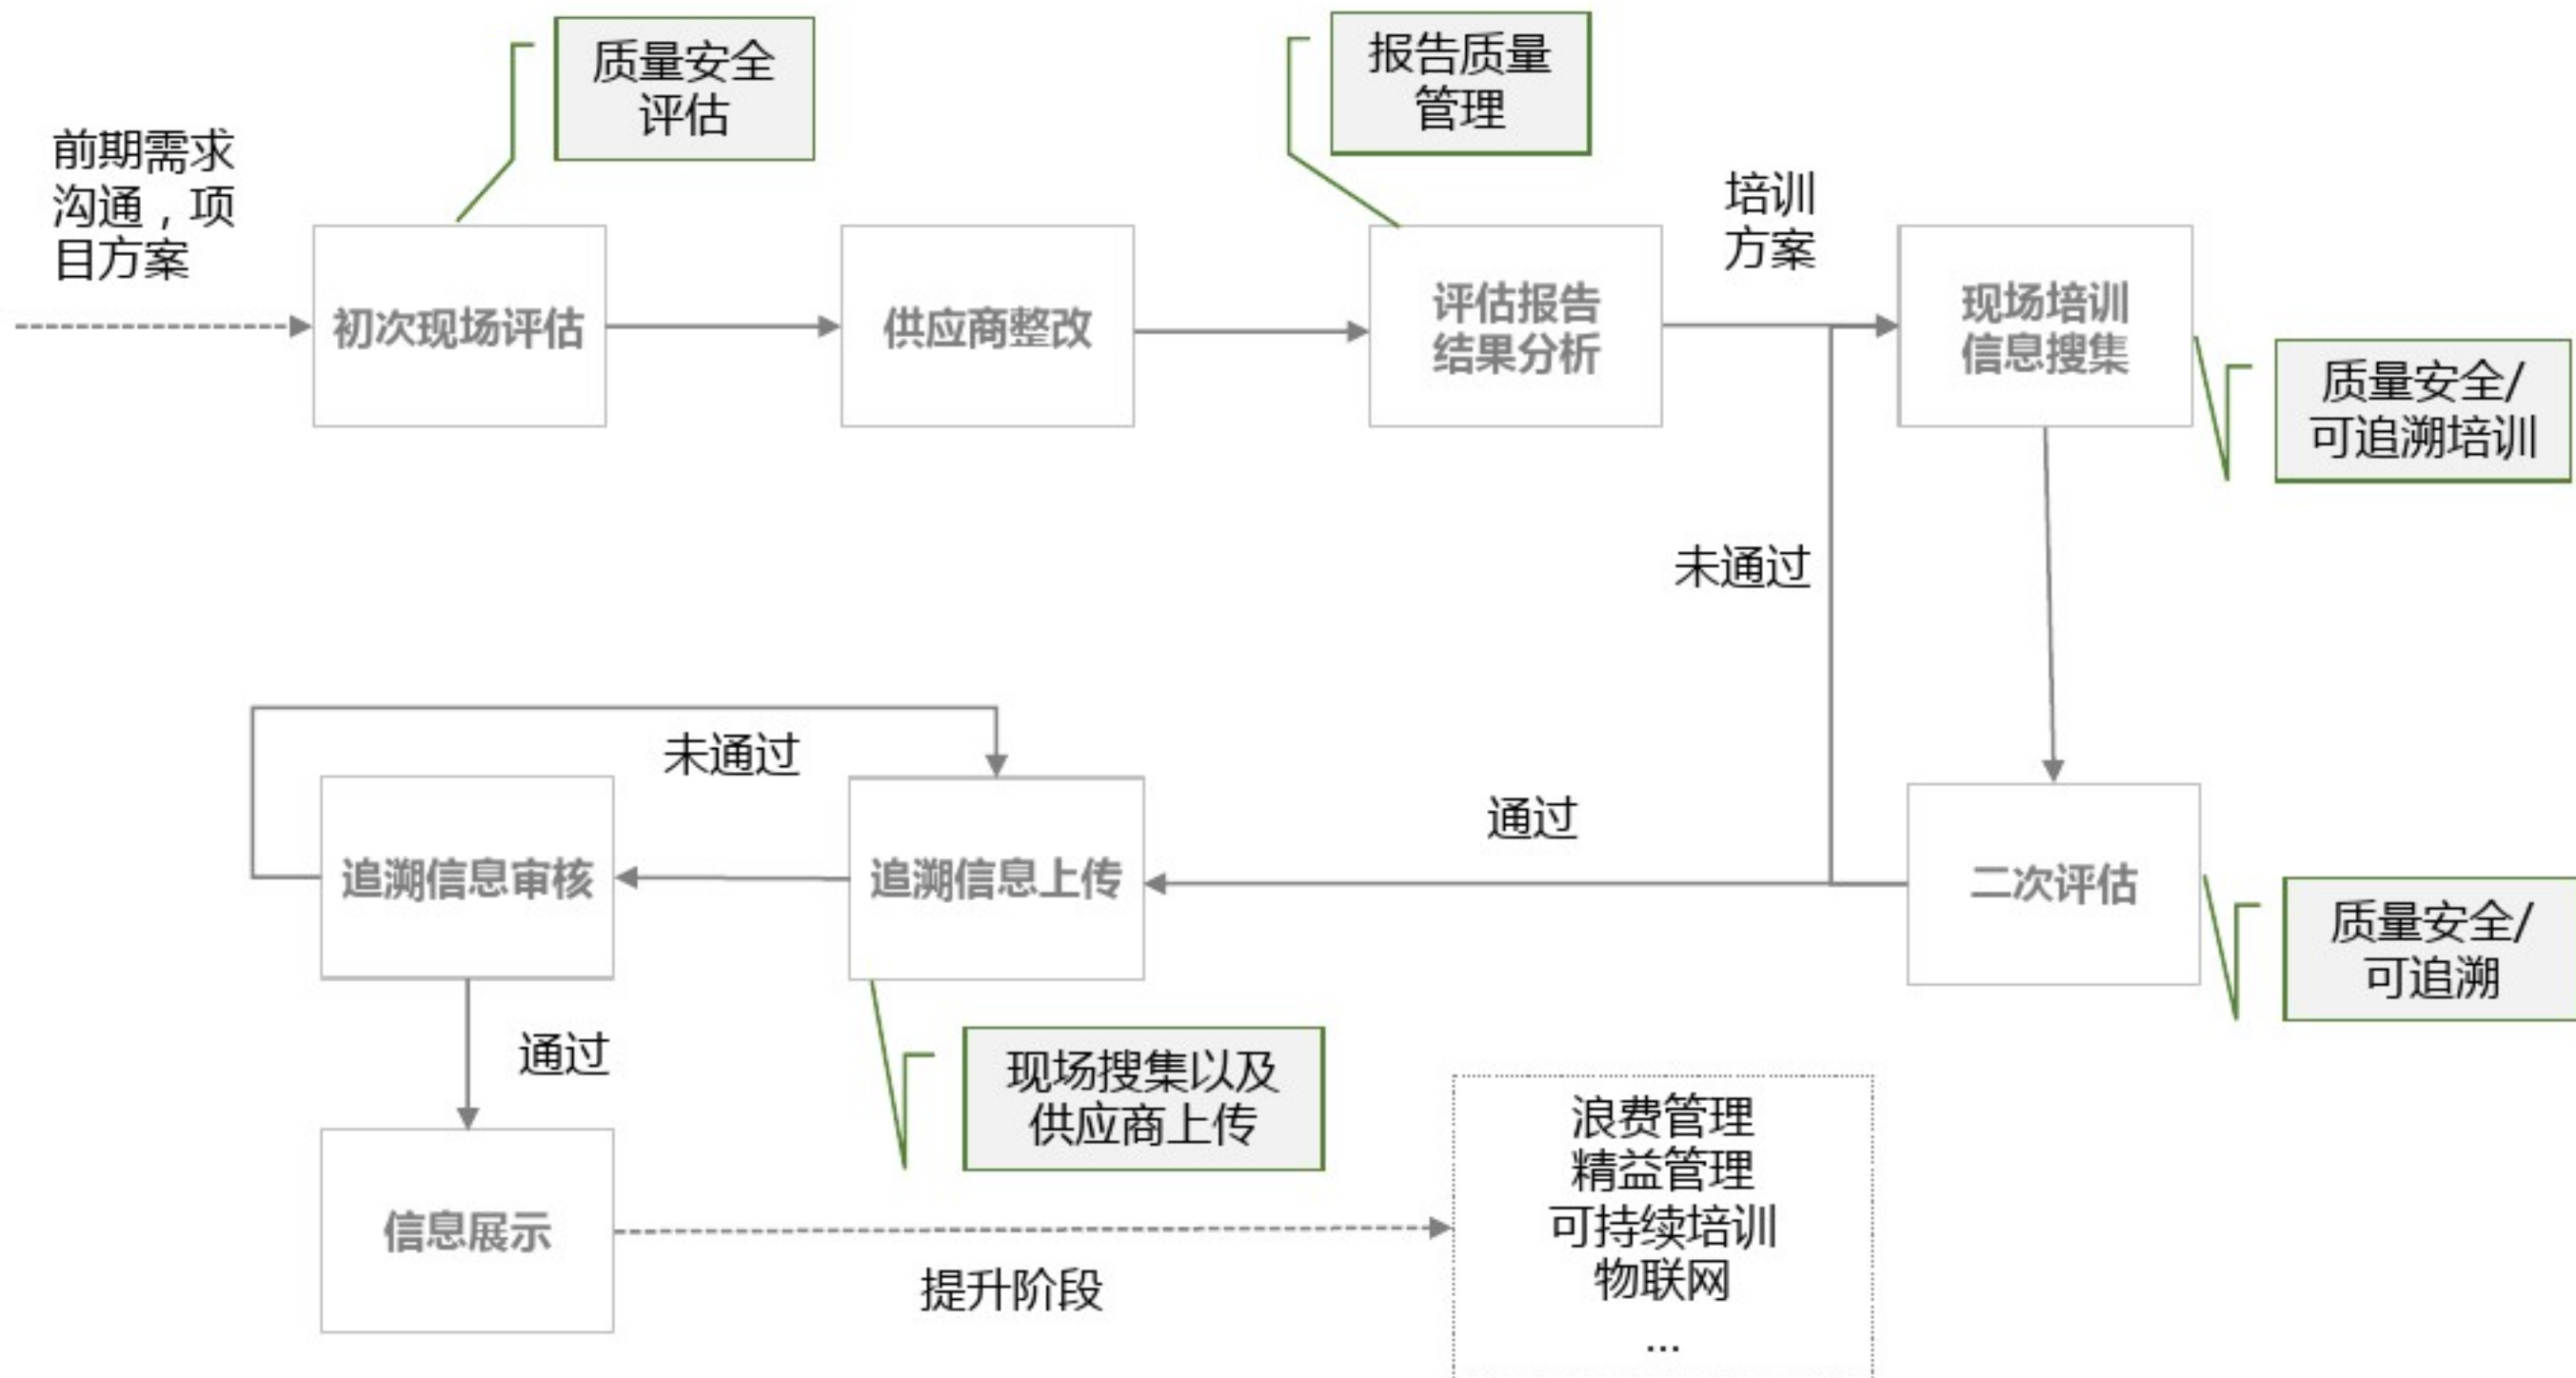 质量安全
评估
报告质量
管理
前期需求
沟通，项
目方案
培训
方案
初次现场评估
供应商整改
评估报告
结果分析
现场培训
信息搜集
质量安全/
可追溯培训
未通过
未通过
通过
追溯信息审核
追溯信息上传
二次评估
质量安全/
可追溯
通过
现场搜集以及
供应商上传
浪费管理
精益管理
可持续培训
物联网
...
信息展示
提升阶段